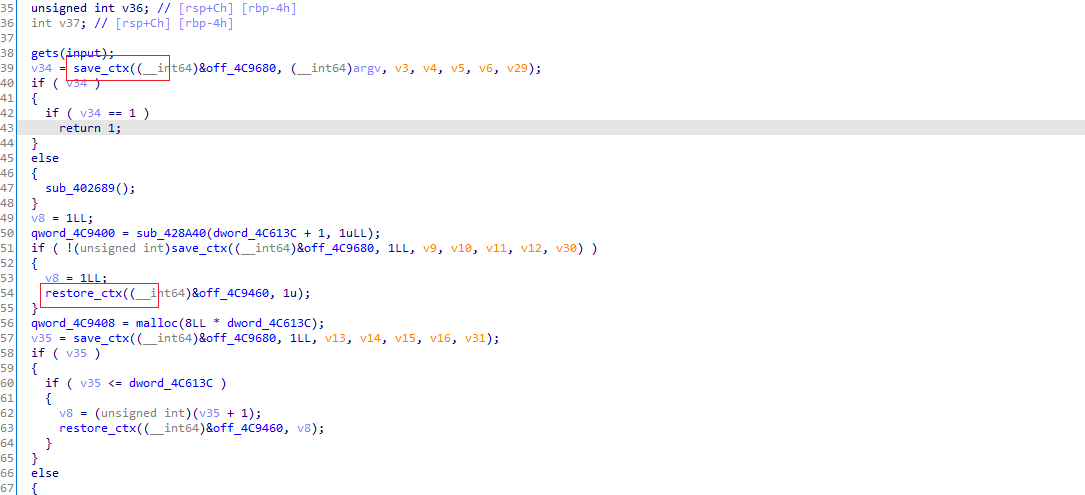 35 unsigned int v36; // [rsp+Ch] [rbp-4h]
36 int v37; // [rsp+Ch] [rbp-4h]
37
38 gets(input);
39 v34 = save_ctx((__int64)&off_4C9680, (__int64)argv, v3, v4, v5, v6, v29);
40 if ( v34 )
41 {
42 if ( v34 == 1 )
43 return 1;
44 }
45 else
46 {
47 sub_402689();
48 }
49 v8 = 1LL;
50 qword_4C9400 = sub_428A40(dword_4C613C + 1, 1uLL);
51 if ( !(unsigned int)save_ctx((__int64)&off_4C9680, 1LL, v9, v10, v11, v12, v30) )
52 {
53 v8 = 1LL;
54 restore_ctx((__int64)&off_4C9460, 1u);
55 }
56 qword_4C9408 = malloc(8LL * dword_4C613C);
57 v35 = save_ctx((__int64)&off_4C9680, 1LL, v13, v14, v15, v16, v31);
58 if ( v35 )
59 {
60 if ( v35 <= dword_4C613C )
61 {
62 v8 = (unsigned int)(v35 + 1);
63 restore_ctx((__int64)&off_4C9460, v8);
64 }
65 }
66 else
67 {